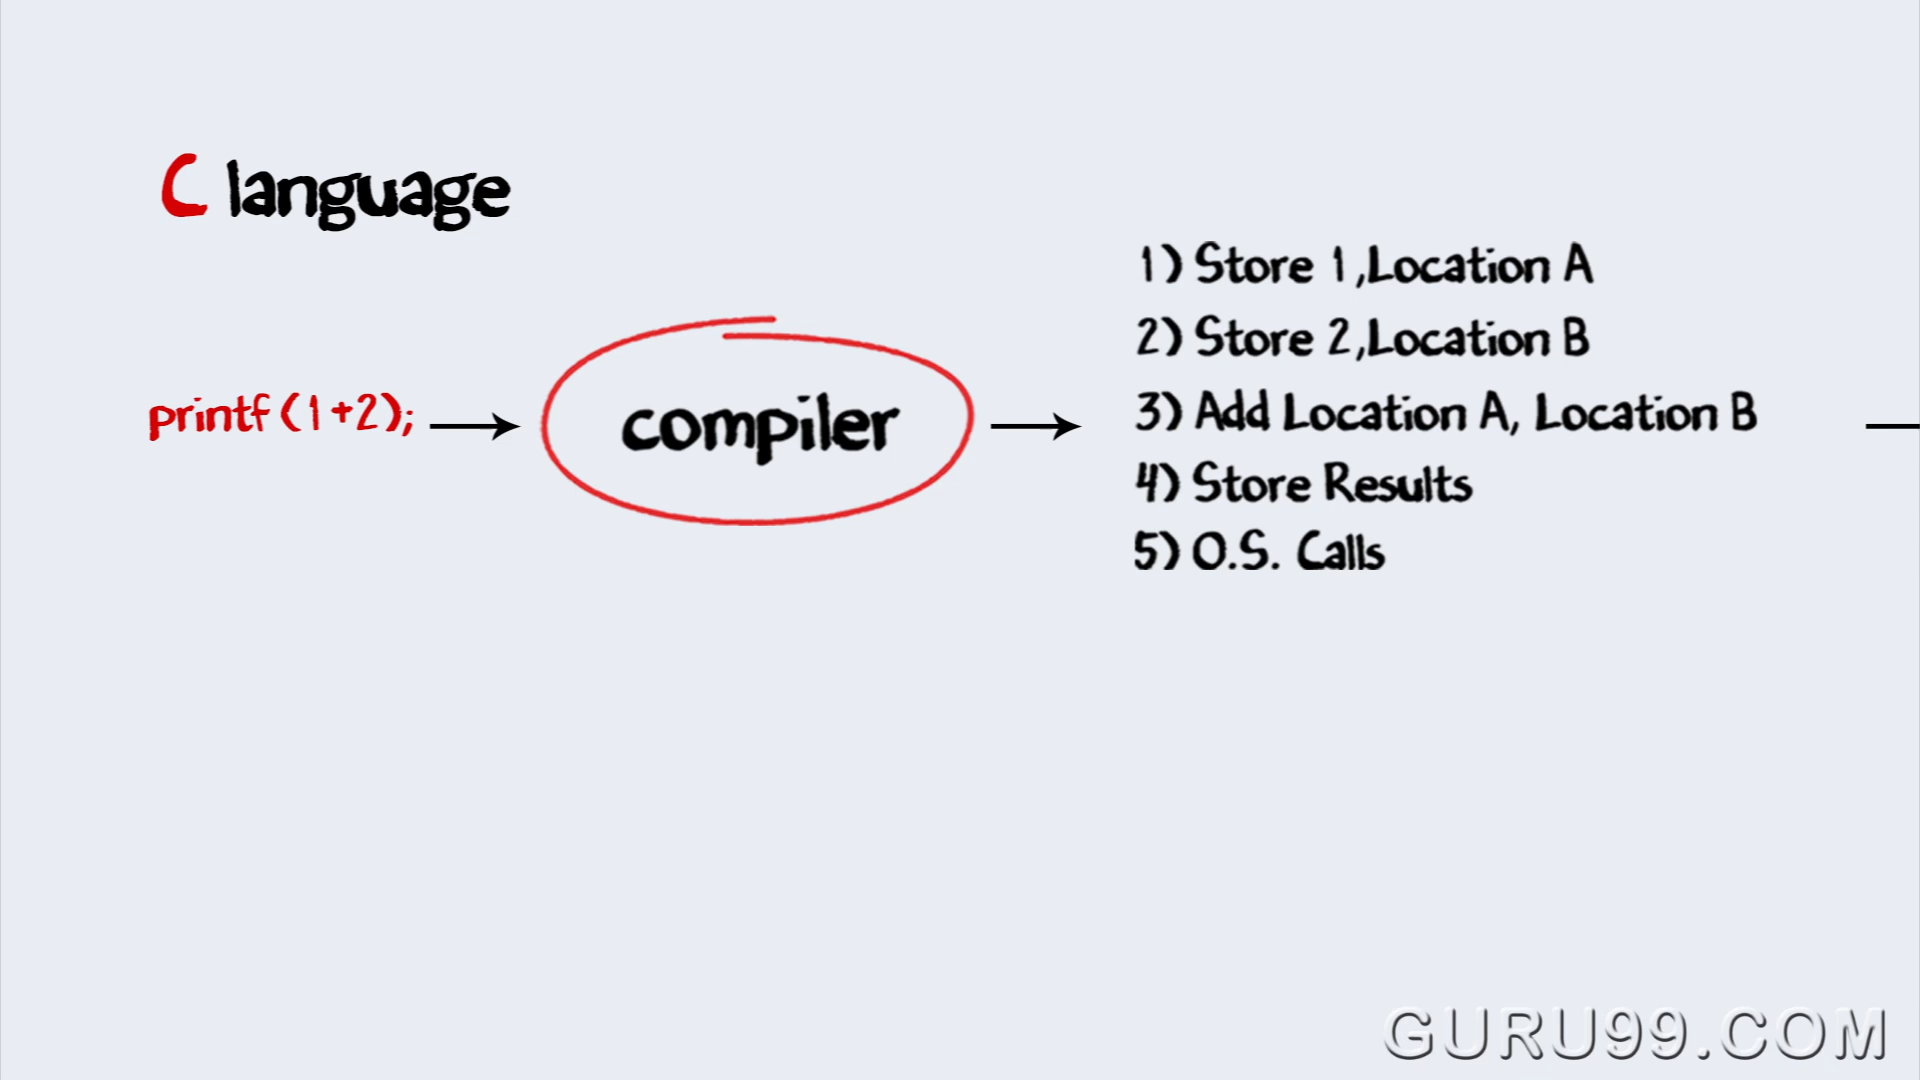 C language
printf (1+2);
compiler
1) Store 1,Location A
2) Store 2,Location B
3) Add Location A, Location B
4) Store Results
5) O.S. Calls
GURU99.COM